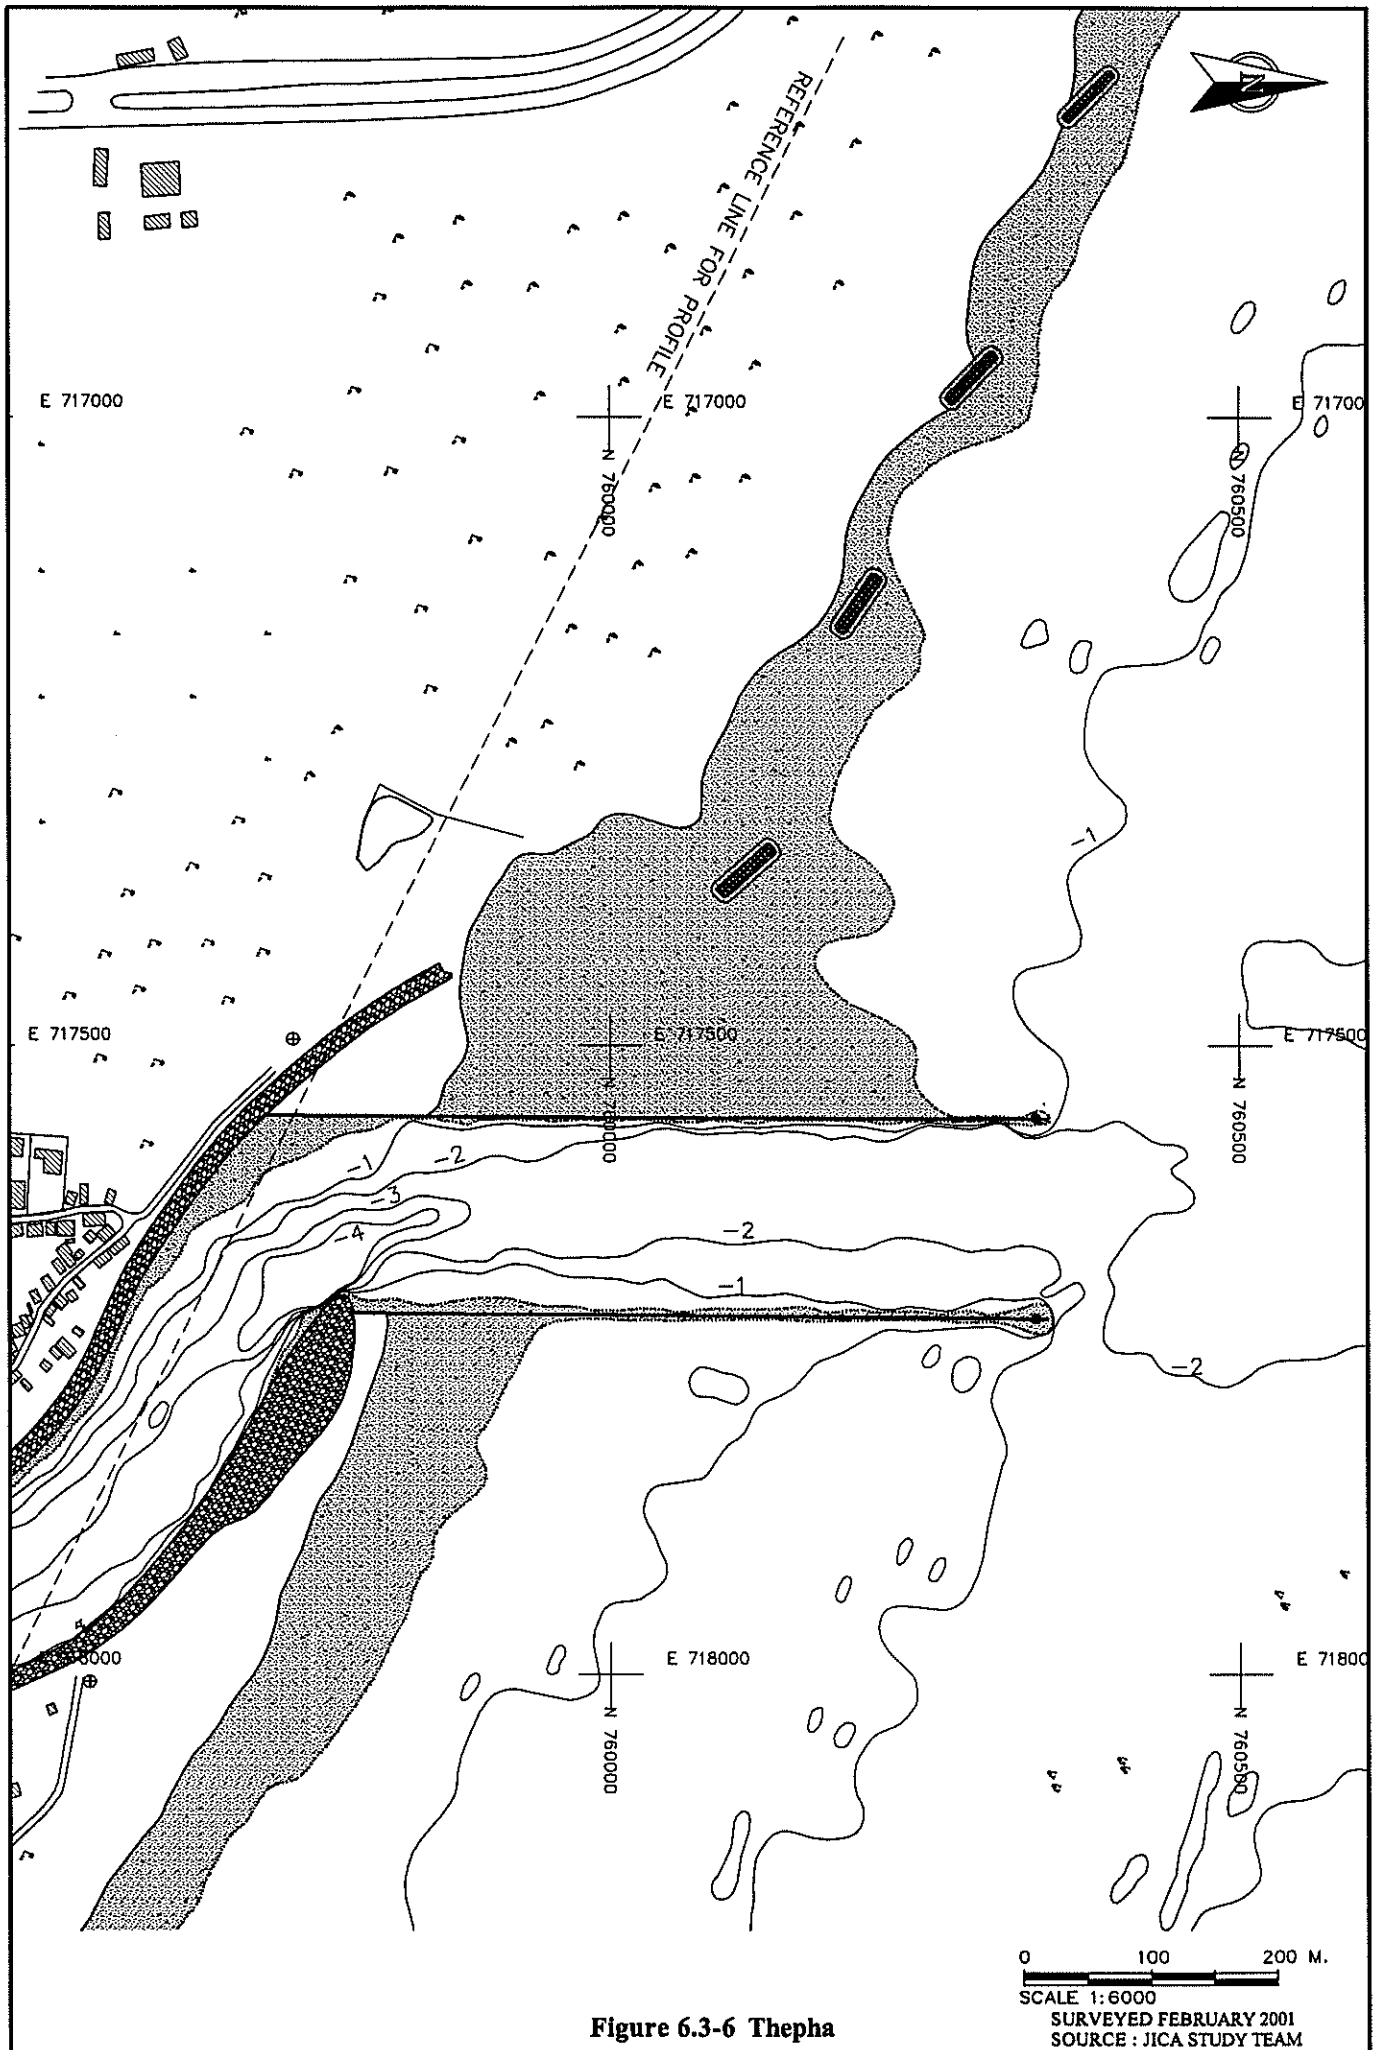 N
REFERENCE LINE FOR PROFILE
E 717000
E 717000
E 71700
N 760000
N 760500
-1
E 717500
E 717500
E 717500
N 760000
N 760500
-1
-2
-3
-4
-2
-1
-2
8000
E 718000
E 71800
N 760000
N 760500
0 100 200 M.
SCALE 1:6000
SURVEYED FEBRUARY 2001
SOURCE : JICA STUDY TEAM
Figure 6.3-6 Thepha